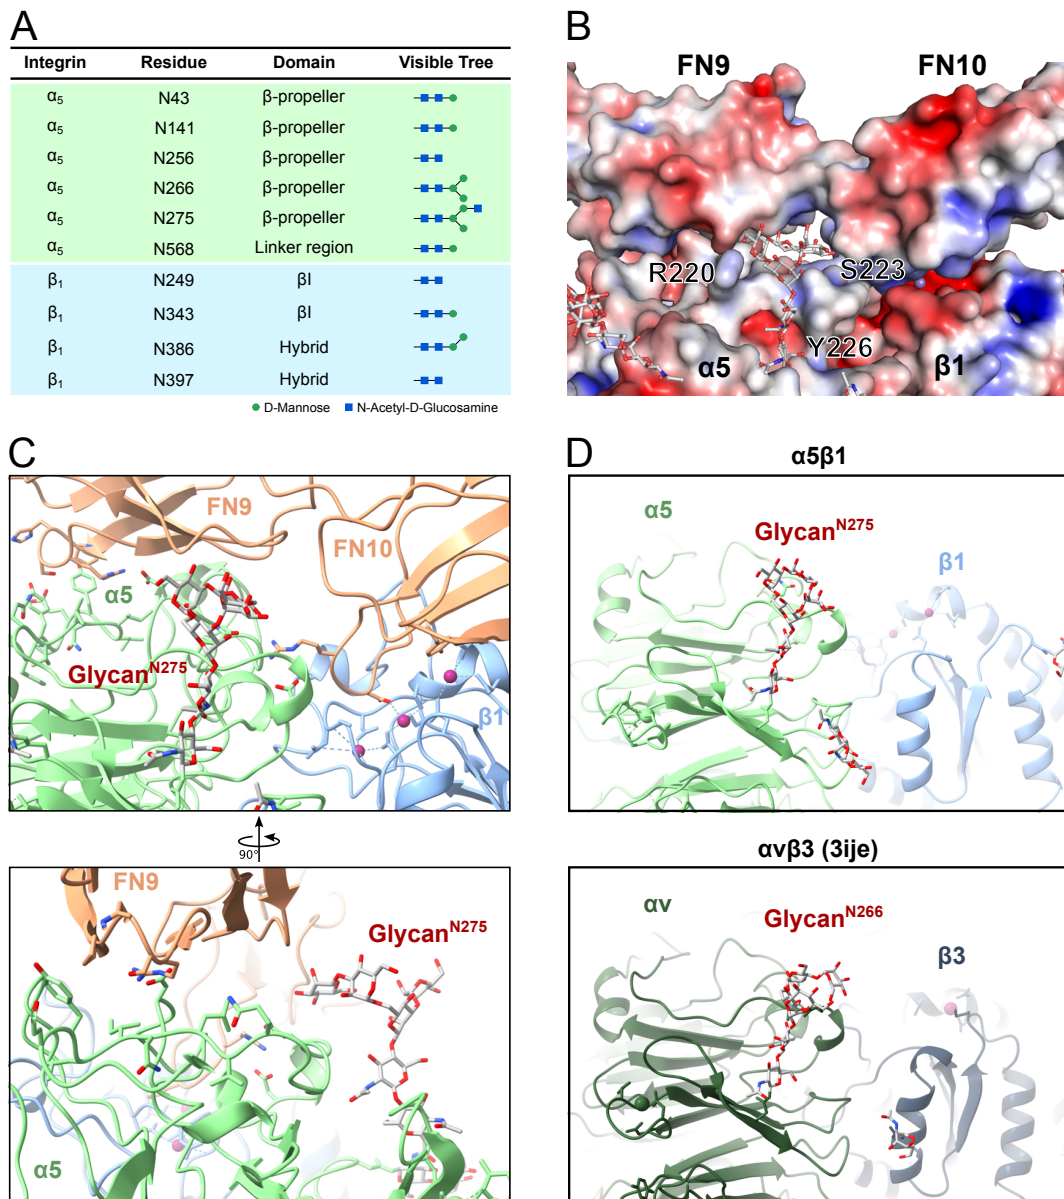 A
Integrin Residue Domain Visible Tree
α5 N43 β-propeller
α5 N141 β-propeller
α5 N256 β-propeller
α5 N266 β-propeller
α5 N275 β-propeller
α5 N568 Linker region
β1 N249 βI
β1 N343 βI
β1 N386 Hybrid
β1 N397 Hybrid
D-Mannose N-Acetyl-D-Glucosamine
B
FN9 FN10
R220 S223
Y226
α5 β1
C
FN9
FN10
α5
GlycanN275
β1
90°
FN9
GlycanN275
α5
D
α5β1
α5
GlycanN275
β1
αvβ3 (3ije)
αv
GlycanN266
β3